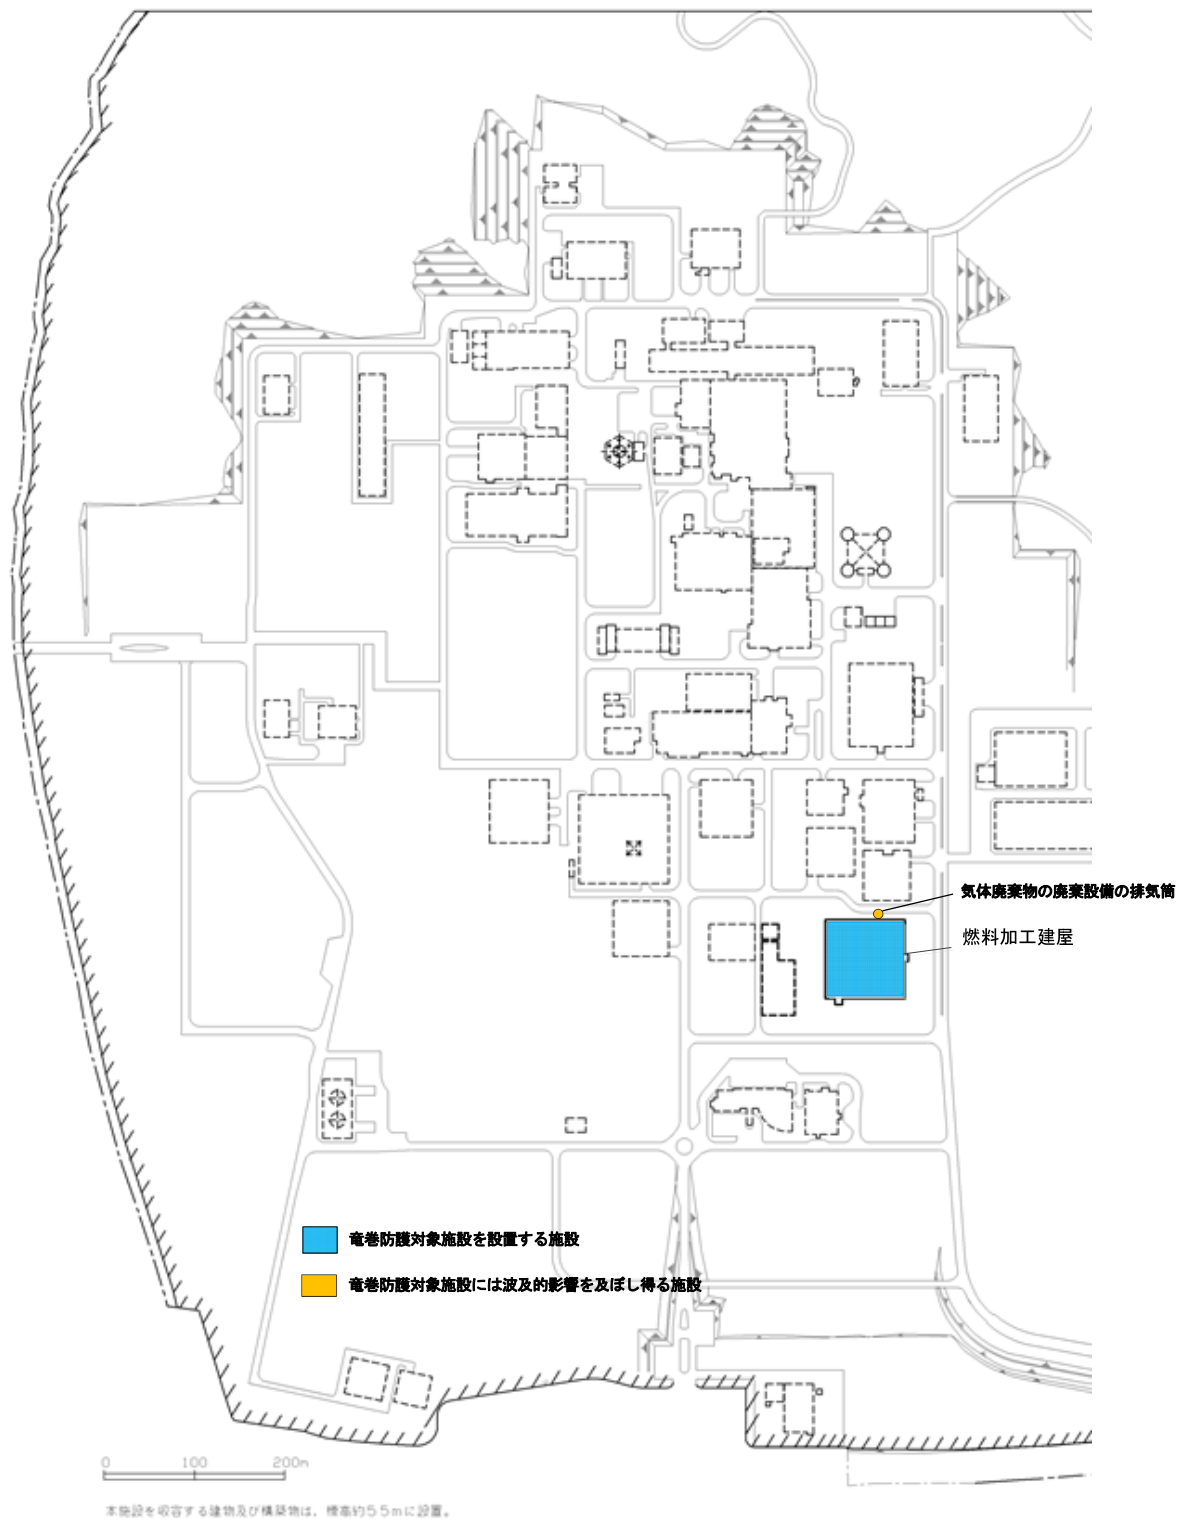 気体廃棄物の廃棄設備の排気筒
燃料加工建屋
竜巻防護対象施設を設置する施設
竜巻防護対象施設には波及的影響を及ぼし得る施設
0 100 200m
本施設を収容する建物及び構築物は，標高約55mに設置。